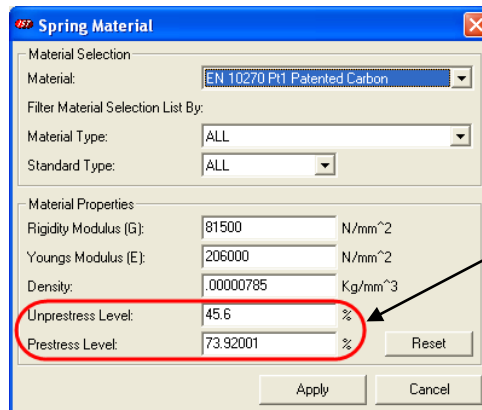 Spring Material
Material Selection
Material: EN 10270 Pt1 Patented Carbon
Filter Material Selection List By:
Material Type: ALL
Standard Type: ALL
Material Properties
Rigidity Modulus (G): 81500 N/mm^2
Youngs Modulus (E): 206000 N/mm^2
Density: .00000785 Kg/mm^3
Unprestress Level: 45.6 %
Prestress Level: 73.92001 % Reset
Apply Cancel